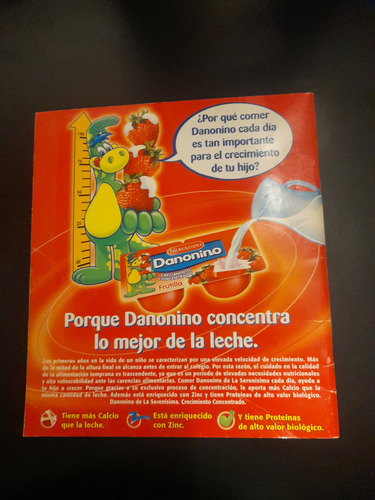 ¿Por qué comer
Danonino cada día
es tan importante
para el crecimiento
de tu hijo?
La Serenísima
Danonino
CRECIMIENTO
CONCENTRADO
Frutilla
Porque Danonino concentra
lo mejor de la leche.
Los primeros años en la vida de un niño se caracterizan por una elevada velocidad de crecimiento. Más
de la mitad de la altura final se alcanza antes de entrar al colegio. Por esta razón, el cuidado en la calidad
de la alimentación temprana es trascendente, ya que es un período de elevadas necesidades nutricionales
y alta vulnerabilidad ante las carencias alimentarias. Comer Danonino de La Serenísima cada día, ayuda a
tu hijo a crecer. Porque gracias a su exclusivo proceso de concentración, le aporta más Calcio que la
misma cantidad de leche. Además está enriquecido con Zinc y tiene Proteínas de alto valor biológico.
Danonino de La Serenísima. Crecimiento Concentrado.
Tiene más Calcio
que la leche.
Está enriquecido
con Zinc.
Y tiene Proteínas
de alto valor biológico.